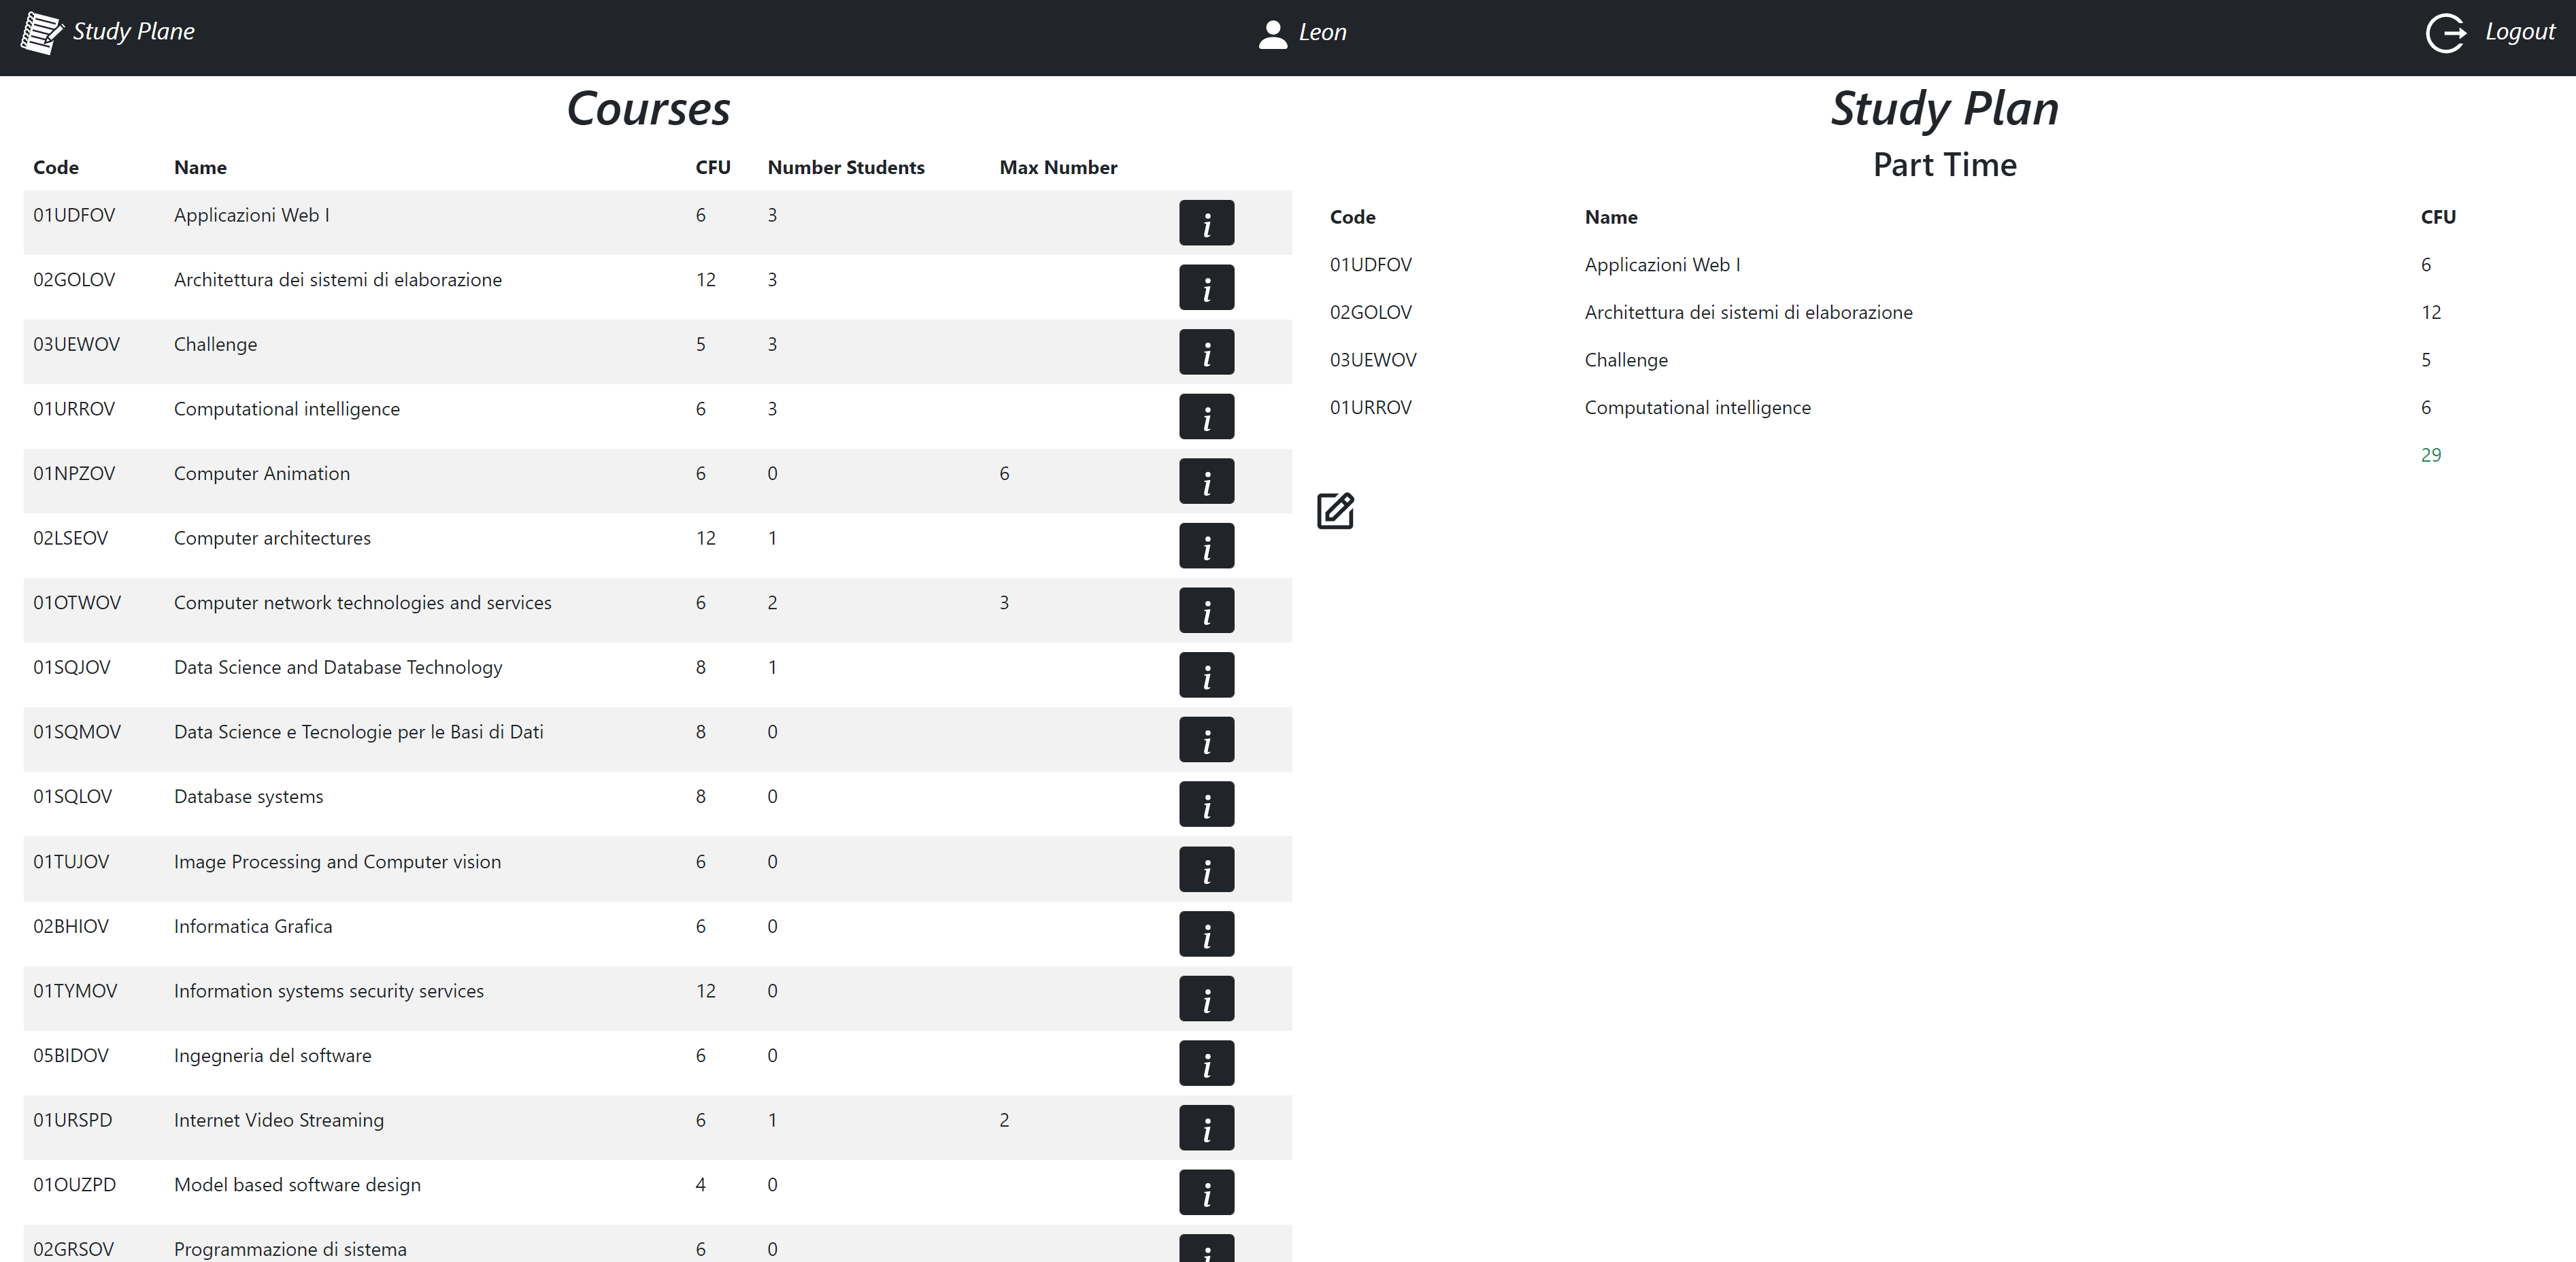 Study Plane
Leon
Logout
Courses
Code Name CFU Number Students Max Number
01UDFOV Applicazioni Web I 6 3 i
02GOLOV Architettura dei sistemi di elaborazione 12 3 i
03UEWOV Challenge 5 3 i
01URROV Computational intelligence 6 3 i
01NPZOV Computer Animation 6 0 6 i
02LSEOV Computer architectures 12 1 i
01OTWOV Computer network technologies and services 6 2 3 i
01SQJOV Data Science and Database Technology 8 1 i
01SQMOV Data Science e Tecnologie per le Basi di Dati 8 0 i
01SQLOV Database systems 8 0 i
01TUJOV Image Processing and Computer vision 6 0 i
02BHIOV Informatica Grafica 6 0 i
01TYMOV Information systems security services 12 0 i
05BIDOV Ingegneria del software 6 0 i
01URSPD Internet Video Streaming 6 1 2 i
01OUZPD Model based software design 4 0 i
02GRSOV Programmazione di sistema 6 0 i
Study Plan
Part Time
Code Name CFU
01UDFOV Applicazioni Web I 6
02GOLOV Architettura dei sistemi di elaborazione 12
03UEWOV Challenge 5
01URROV Computational intelligence 6
29